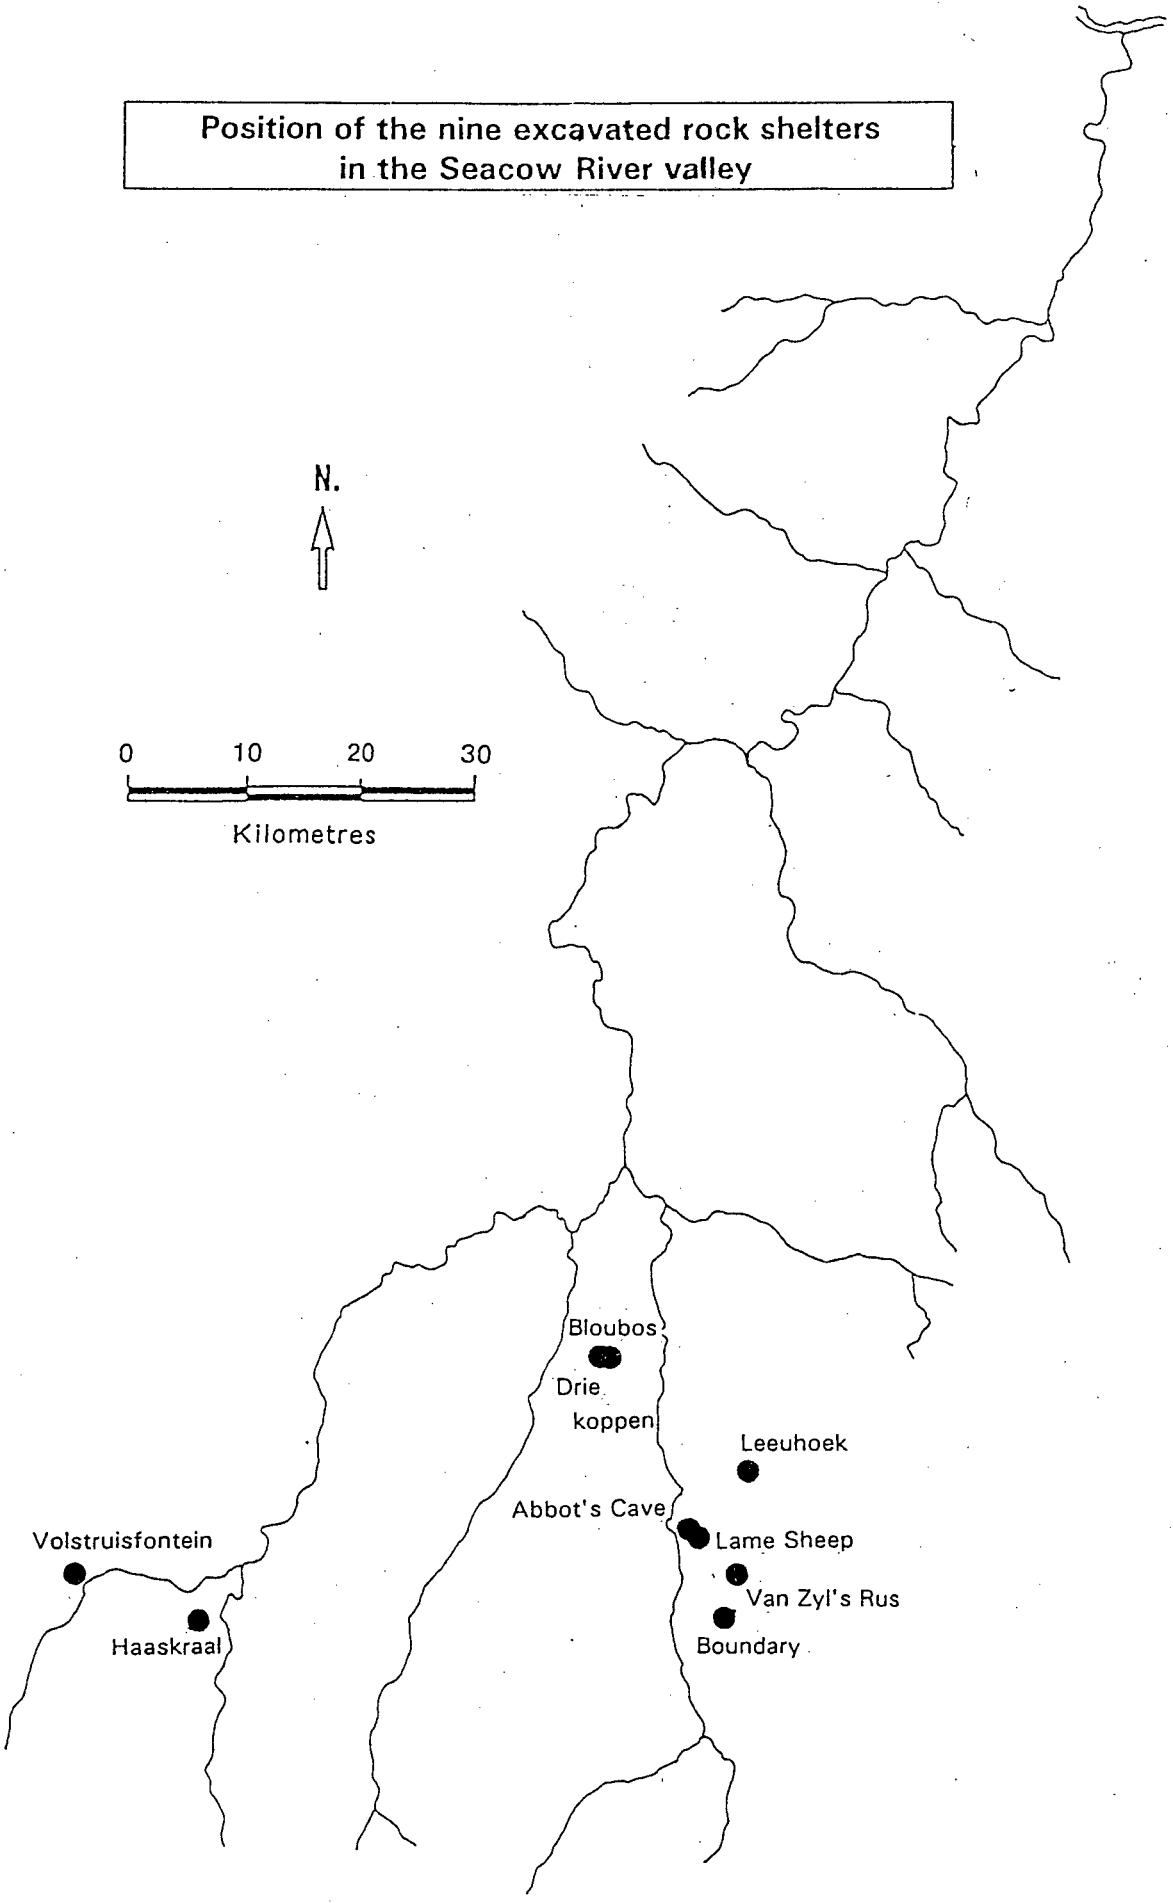 Position of the nine excavated rock shelters
in the Seacow River valley
N.
0 10 20 30
Kilometres
Bloubos
Drie
koppen
Leeuhoek
Abbot's Cave
Lame Sheep
Volstruisfontein
Van Zyl's Rus
Haaskraal
Boundary